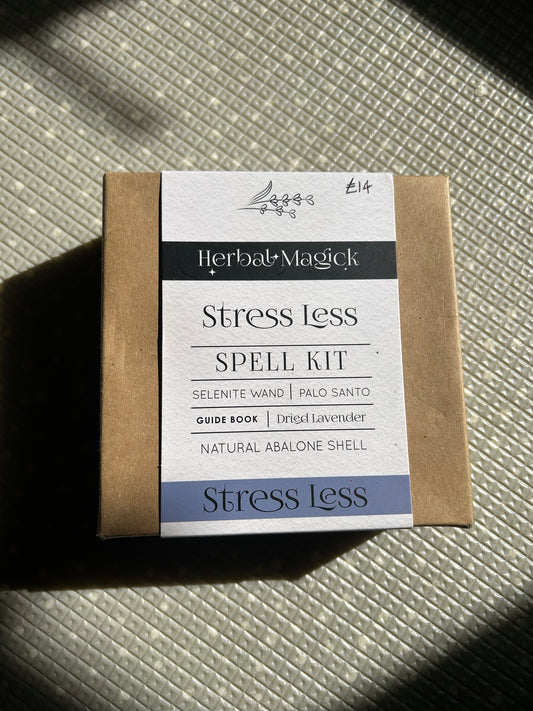 £14
Herbal Magick
Stress Less
SPELL KIT
SELENITE WAND | PALO SANTO
GUIDE BOOK | Dried Lavender
NATURAL ABALONE SHELL
Stress Less